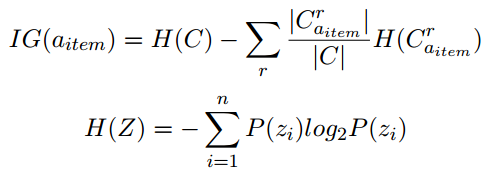 IG(a_{item}) = H(C) - \sum_{r} \frac{|C^{r}_{a_{item}}|}{|C|} H(C^{r}_{a_{item}})
H(Z) = - \sum_{i=1}^{n} P(z_i) log_2 P(z_i)